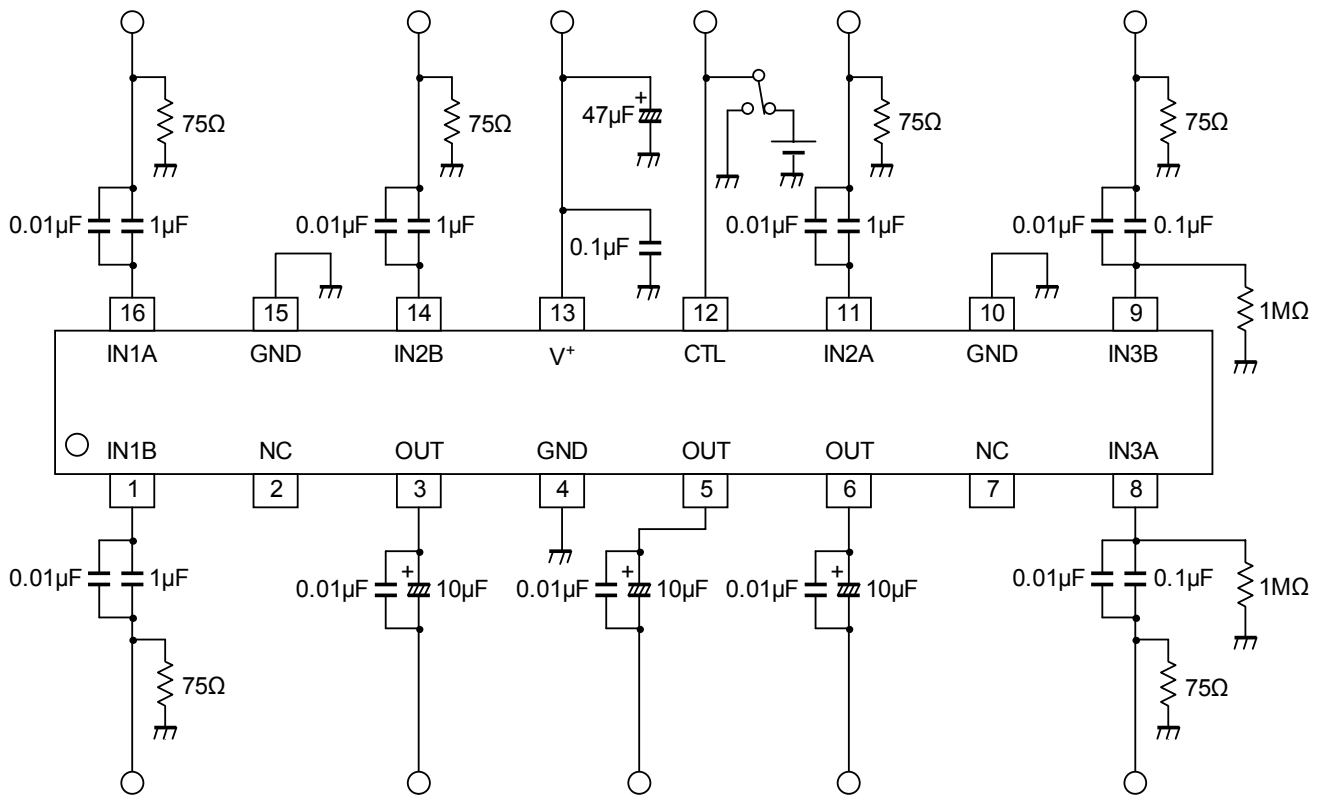 75Ω
75Ω
47µF
+
75Ω
75Ω
0.01µF
1µF
0.01µF
1µF
0.1µF
0.01µF
1µF
0.01µF
0.1µF
1MΩ
16
15
14
13
12
11
10
9
IN1A
GND
IN2B
V+
CTL
IN2A
GND
IN3B
IN1B
NC
OUT
GND
OUT
OUT
NC
IN3A
1
2
3
4
5
6
7
8
0.01µF
1µF
0.01µF
+
10µF
0.01µF
+
10µF
0.01µF
+
10µF
0.01µF
0.1µF
1MΩ
75Ω
75Ω